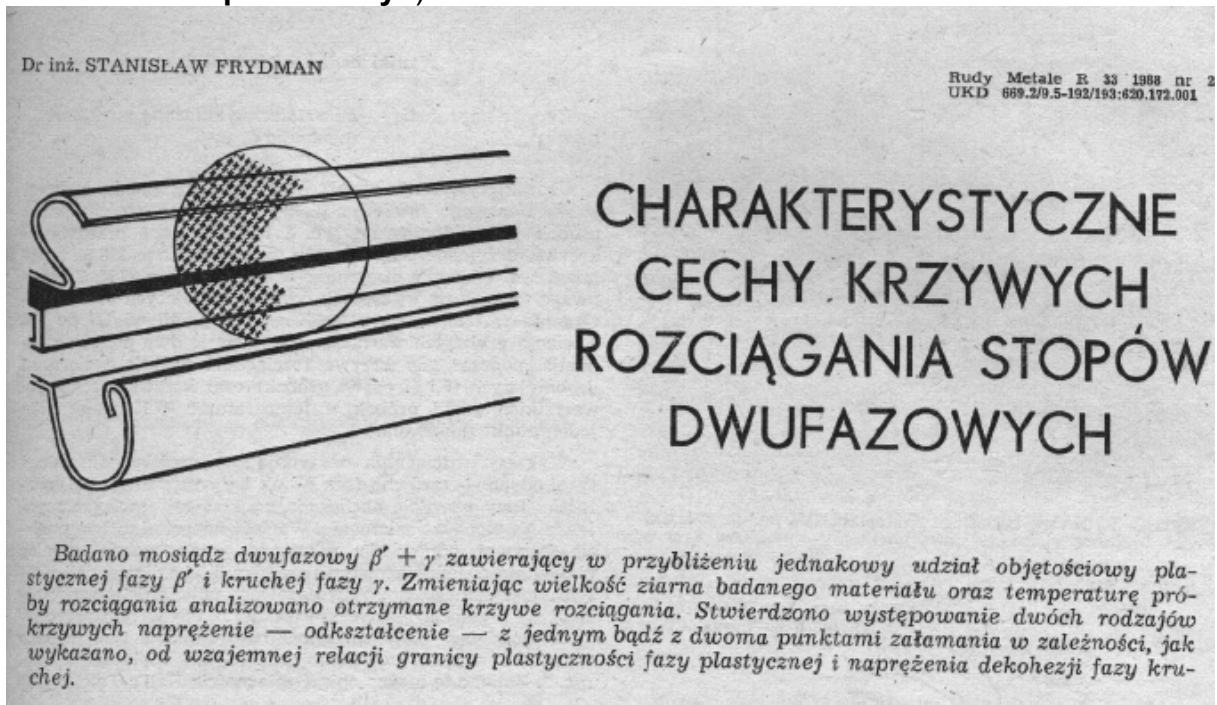 Dr inż. STANISŁAW FRYDMAN
Rudy Metale R 33 1988 nr 2
UKD 669.2/9.5-192/193:620.172.001
CHARAKTERYSTYCZNE
CECHY KRZYWYCH
ROZCIĄGANIA STOPÓW
DWUFAZOWYCH
Badano mosiądz dwufazowy β′ + γ zawierający w przybliżeniu jednakowy udział objętościowy pla-
stycznej fazy β′ i kruchej fazy γ. Zmieniając wielkość ziarna badanego materiału oraz temperaturę pró-
by rozciągania analizowano otrzymane krzywe rozciągania. Stwierdzono występowanie dwóch rodzajów
krzywych naprężenie — odkształcenie — z jednym bądź z dwoma punktami załamania w zależności, jak
wykazano, od wzajemnej relacji granicy plastyczności fazy plastycznej i naprężenia dekohezji fazy kru-
chej.